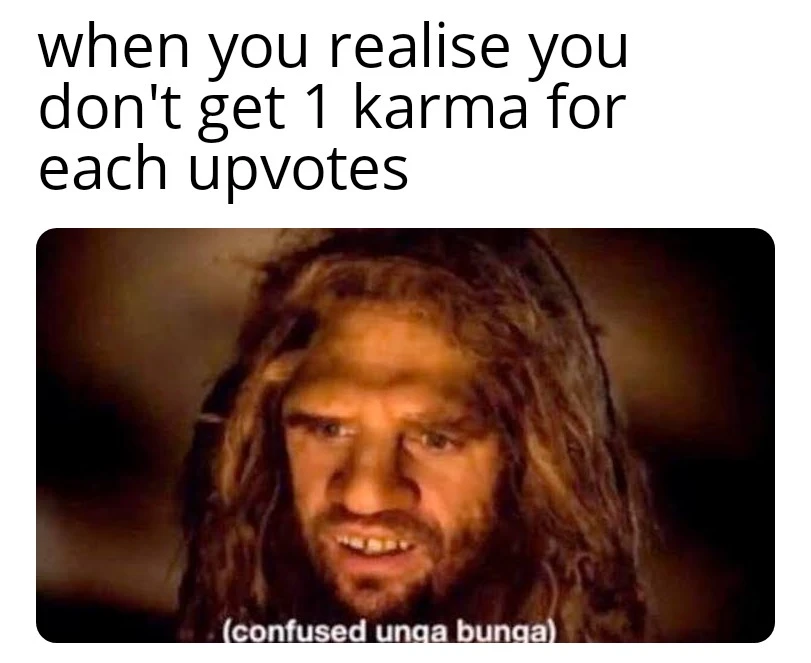 when you realise you
don't get 1 karma for
each upvotes
(confused unga bunga)